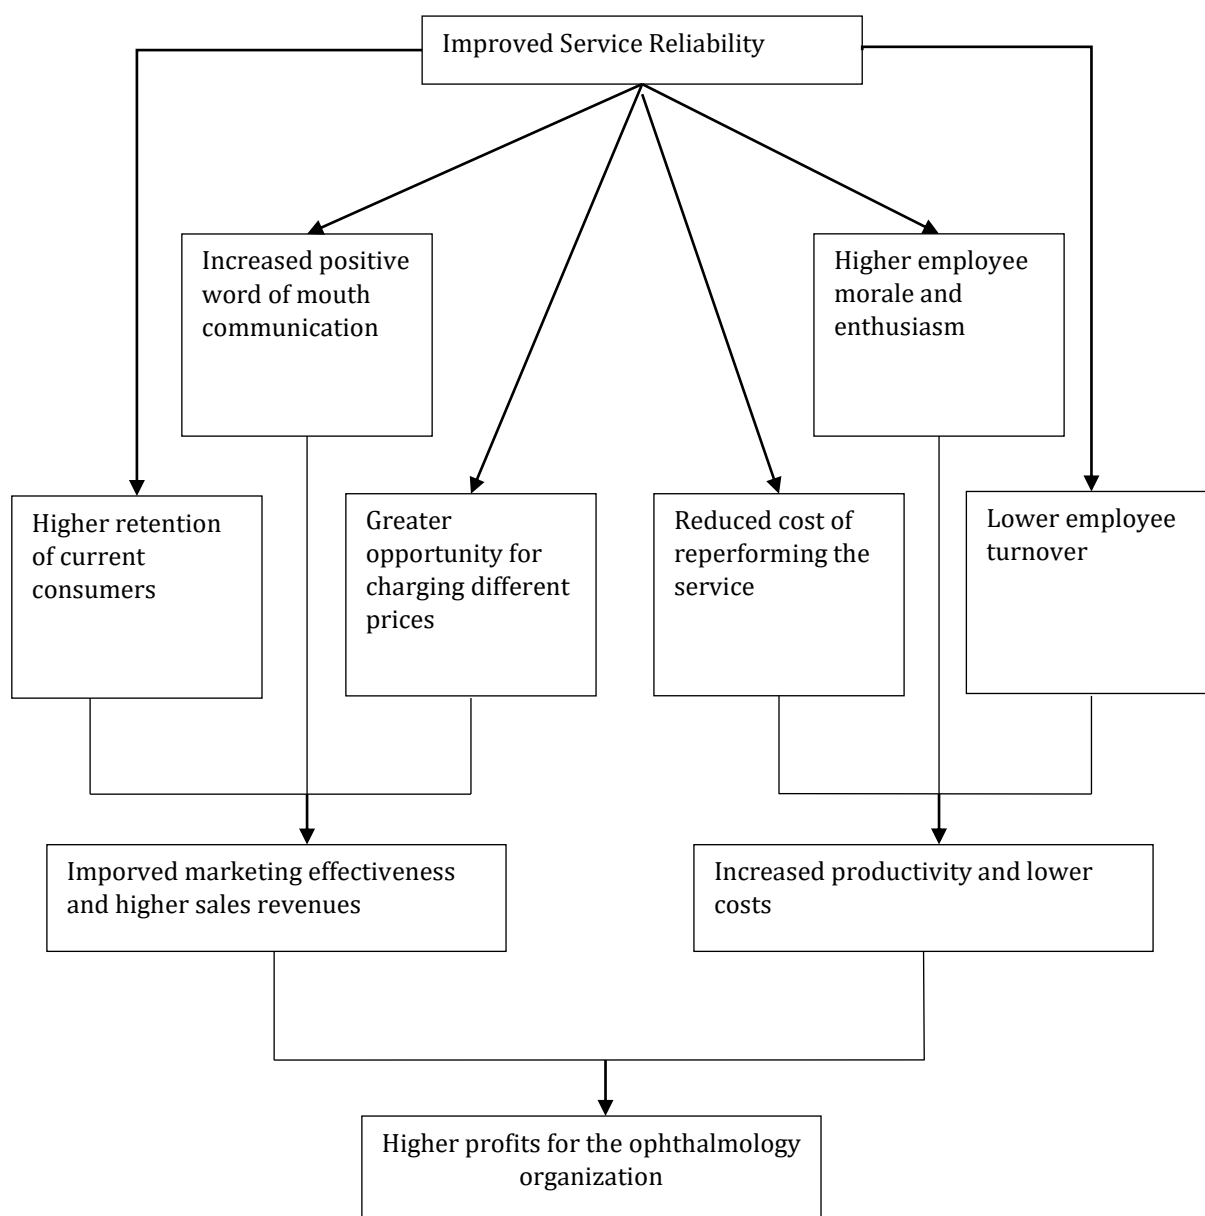 Improved Service Reliability
Increased positive
word of mouth
communication
Higher employee
morale and
enthusiasm
Higher retention
of current
consumers
Greater
opportunity for
charging different
prices
Reduced cost of
reperforming the
service
Lower employee
turnover
Imporved marketing effectiveness
and higher sales revenues
Increased productivity and lower
costs
Higher profits for the ophthalmology
organization